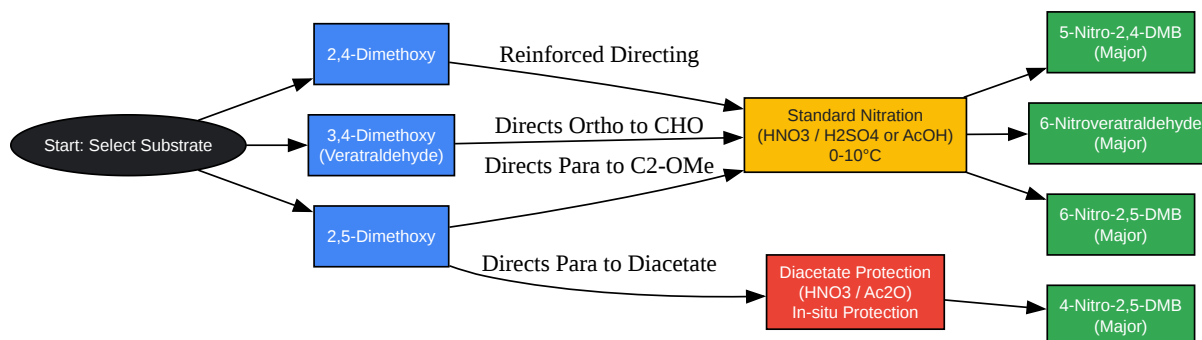 Start: Select Substrate
2,4-Dimethoxy
3,4-Dimethoxy
(Veratraldehyde)
2,5-Dimethoxy
Reinforced Directing
Directs Ortho to CHO
Directs Para to C2-OMe
Directs Para to Diacetate
Standard Nitration
(HNO3 / H2SO4 or AcOH)
0-10°C
Diacetate Protection
(HNO3 / Ac2O)
In-situ Protection
5-Nitro-2,4-DMB
(Major)
6-Nitroveratraldehyde
(Major)
6-Nitro-2,5-DMB
(Major)
4-Nitro-2,5-DMB
(Major)